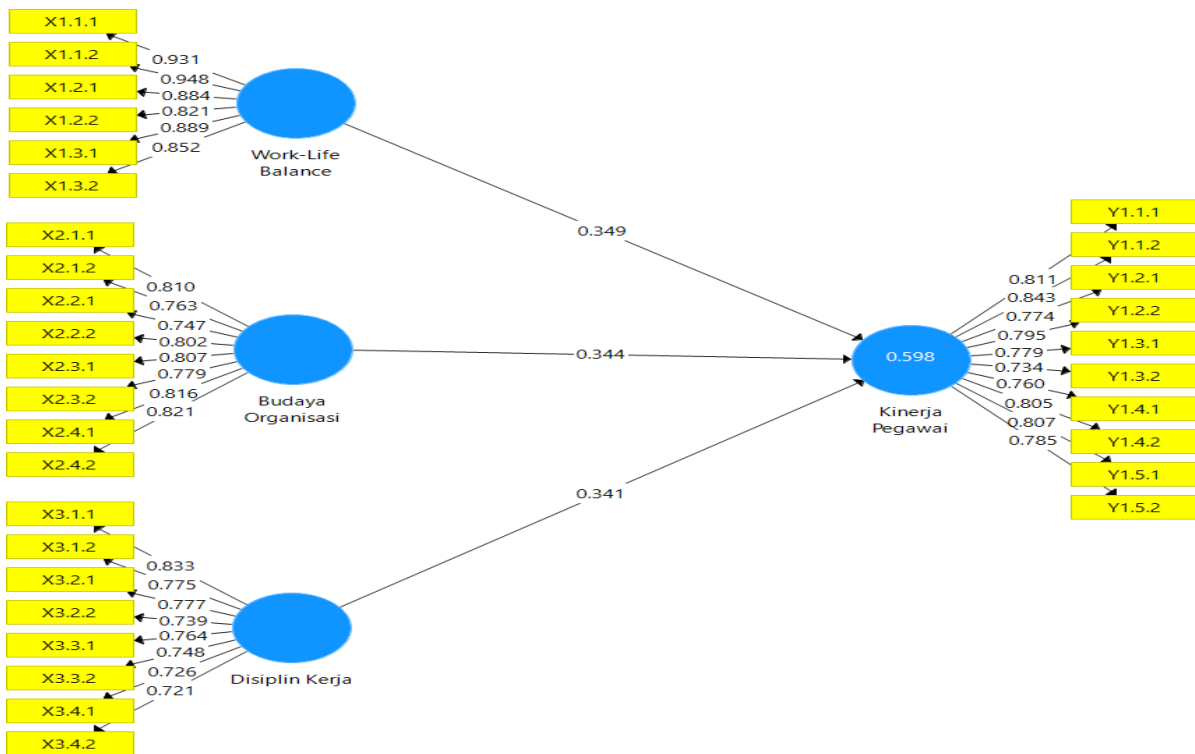 X1.1.1
X1.1.2
X1.2.1
X1.2.2
X1.3.1
X1.3.2
0.931
0.948
0.884
0.821
0.889
0.852
Work-Life
Balance
0.349
X2.1.1
X2.1.2
X2.2.1
X2.2.2
X2.3.1
X2.3.2
X2.4.1
X2.4.2
0.810
0.763
0.747
0.802
0.807
0.779
0.816
0.821
Budaya
Organisasi
0.344
X3.1.1
X3.1.2
X3.2.1
X3.2.2
X3.3.1
X3.3.2
X3.4.1
X3.4.2
0.833
0.775
0.777
0.739
0.764
0.748
0.726
0.721
Disiplin Kerja
0.341
0.598
Kinerja
Pegawai
0.811
0.843
0.774
0.795
0.779
0.734
0.760
0.805
0.807
0.785
Y1.1.1
Y1.1.2
Y1.2.1
Y1.2.2
Y1.3.1
Y1.3.2
Y1.4.1
Y1.4.2
Y1.5.1
Y1.5.2